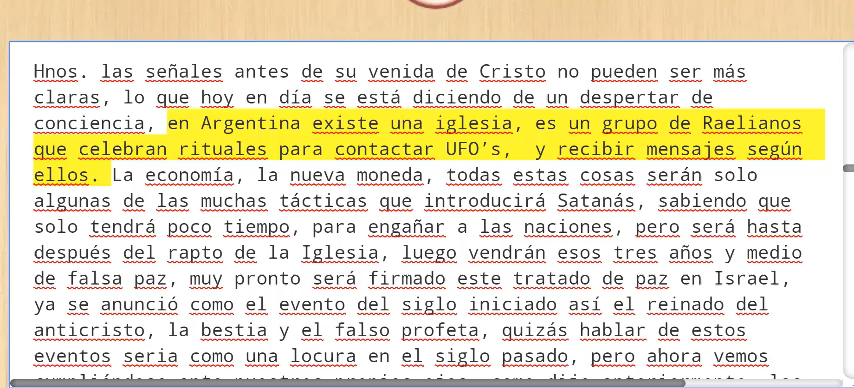 Hnos. las señales antes de su venida de Cristo no pueden ser más
claras, lo que hoy en día se está diciendo de un despertar de
conciencia, en Argentina existe una iglesia, es un grupo de Raelianos
que celebran rituales para contactar UFO’s,  y recibir mensajes según
ellos. La economía, la nueva moneda, todas estas cosas serán solo
algunas de las muchas tácticas que introducirá Satanás, sabiendo que
solo tendrá poco tiempo, para engañar a las naciones, pero será hasta
después del rapto de la Iglesia, luego vendrán esos tres años y medio
de falsa paz, muy pronto será firmado este tratado de paz en Israel,
ya se anunció como el evento del siglo iniciado así el reinado del
anticristo, la bestia y el falso profeta, quizás hablar de estos
eventos seria como una locura en el siglo pasado, pero ahora vemos